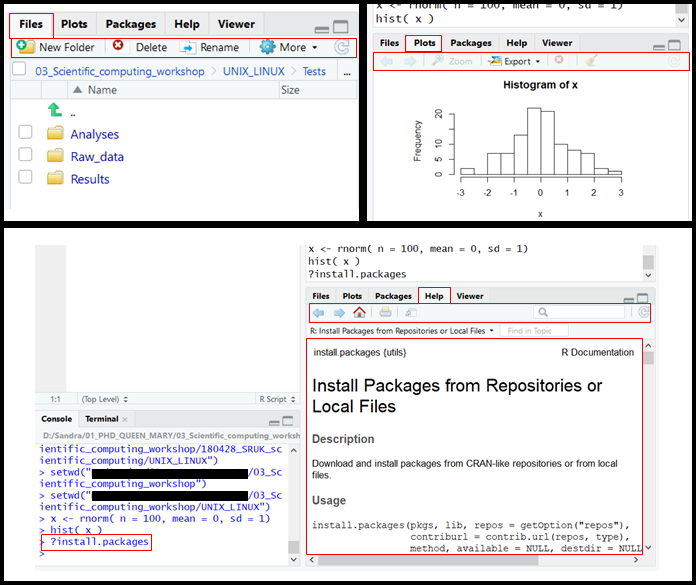 Files Plots Packages Help Viewer
New Folder Delete Rename More
03_Scientific_computing_workshop > UNIX_LINUX > Tests ...
Name Size
..
Analyses
Raw_data
Results
hist( x )
Files Plots Packages Help Viewer
Zoom Export
Histogram of x
Frequency
20
10
5
0
-3 -2 -1 0 1 2 3
x
x <- rnorm( n = 100, mean = 0, sd = 1)
hist( x )
?install.packages
Files Plots Packages Help Viewer
R: Install Packages from Repositories or Local Files Find in Topic
install.packages {utils} R Documentation
Install Packages from Repositories or
Local Files
Description
Download and install packages from CRAN-like repositories or from local
files.
Usage
install.packages(pkgs, lib, repos = getOption("repos"),
contriburl = contrib.url(repos, type),
method, available = NULL, destdir = NULL
1:1 (Top Level) R Script
Console Terminal
D:/Sandra/01_PHD_QUEEN_MARY/03_Scientific_computing_worksh
ientific_computing_workshop/180428_SRUK_sc
ientific_computing/UNIX_LINUX")
> setwd(" /03_Sc
ientific_computing_workshop")
> setwd(" /03_Sc
ientific_computing_workshop/UNIX_LINUX")
> x <- rnorm( n = 100, mean = 0, sd = 1)
> hist( x )
> ?install.packages
>